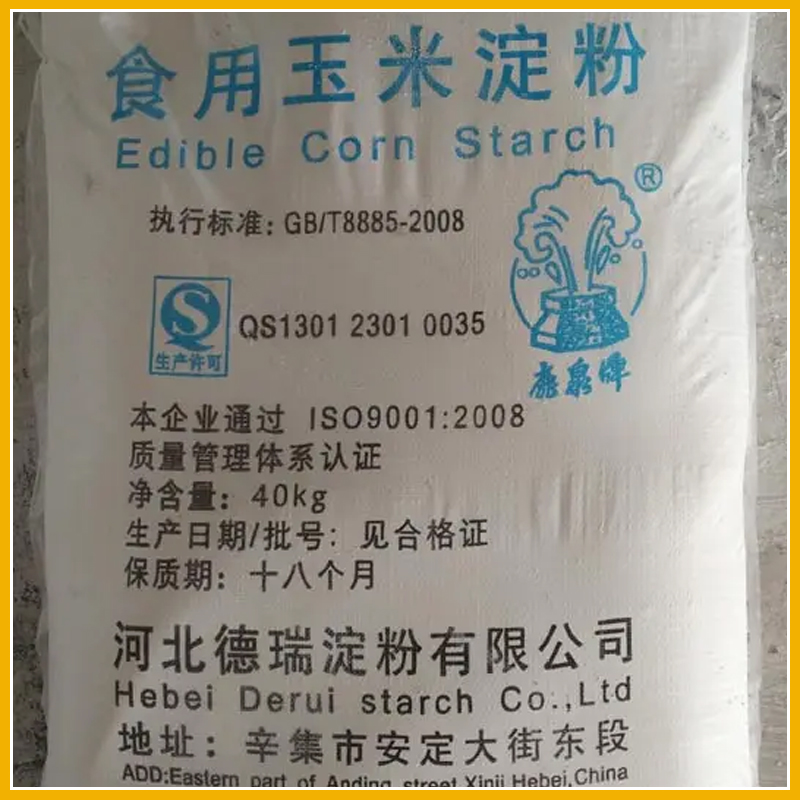 食用玉米淀粉
Edible Corn Starch
®
执行标准：GB/T8885-2008
QS1301 2301 0035
生产许可
本企业通过 ISO9001:2008
质量管理体系认证
净含量：40kg
生产日期/批号：见合格证
保质期：十八个月
河北德瑞淀粉有限公司
Hebei Derui starch Co.,Ltd
地址：辛集市安定大街东段
ADD:Eastern part of Anding street Xinji Hebei,China